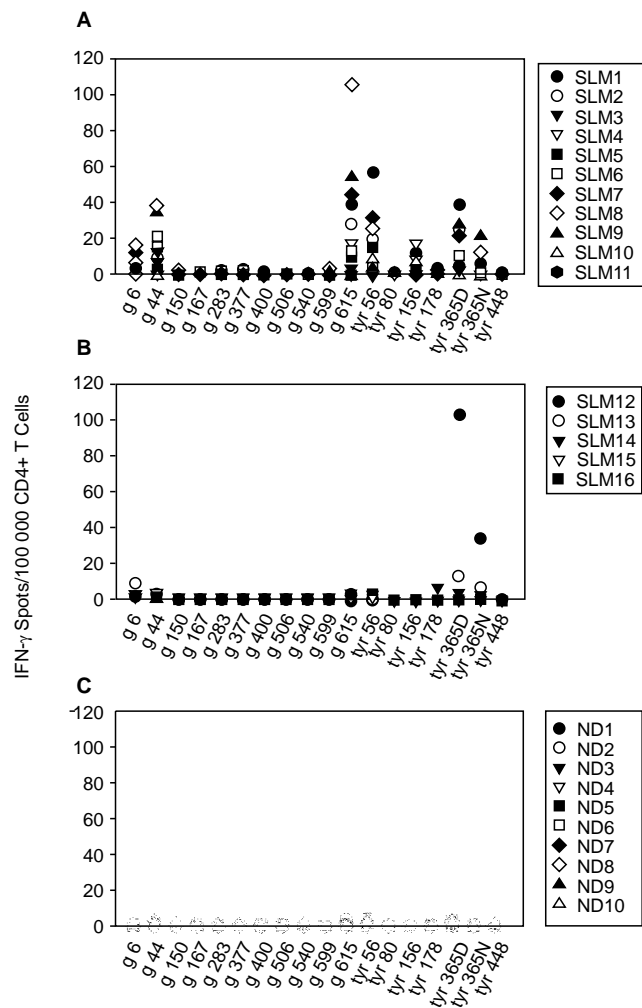 A
120
100
80
60
40
20
0
g 6
g 44
g 150
g 167
g 283
g 377
g 400
g 506
g 540
g 599
g 615
tyr 56
tyr 80
tyr 156
tyr 178
tyr 365D
tyr 365N
tyr 448
SLM1
SLM2
SLM3
SLM4
SLM5
SLM6
SLM7
SLM8
SLM9
SLM10
SLM11
IFN-γ Spots/100 000 CD4+ T Cells
B
120
100
80
60
40
20
0
g 6
g 44
g 150
g 167
g 283
g 377
g 400
g 506
g 540
g 599
g 615
tyr 56
tyr 80
tyr 156
tyr 178
tyr 365D
tyr 365N
tyr 448
SLM12
SLM13
SLM14
SLM15
SLM16
C
120
100
80
60
40
20
0
g 6
g 44
g 150
g 167
g 283
g 377
g 400
g 506
g 540
g 599
g 615
tyr 56
tyr 80
tyr 156
tyr 178
tyr 365D
tyr 365N
tyr 448
ND1
ND2
ND3
ND4
ND5
ND6
ND7
ND8
ND9
ND10